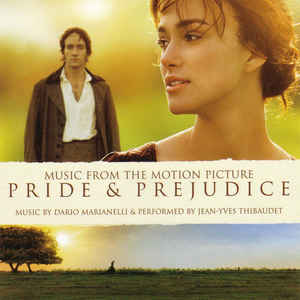 MUSIC FROM THE MOTION PICTURE
PRIDE & PREJUDICE
MUSIC BY DARIO MARIANELLI & PERFORMED BY JEAN-YVES THIBAUDET